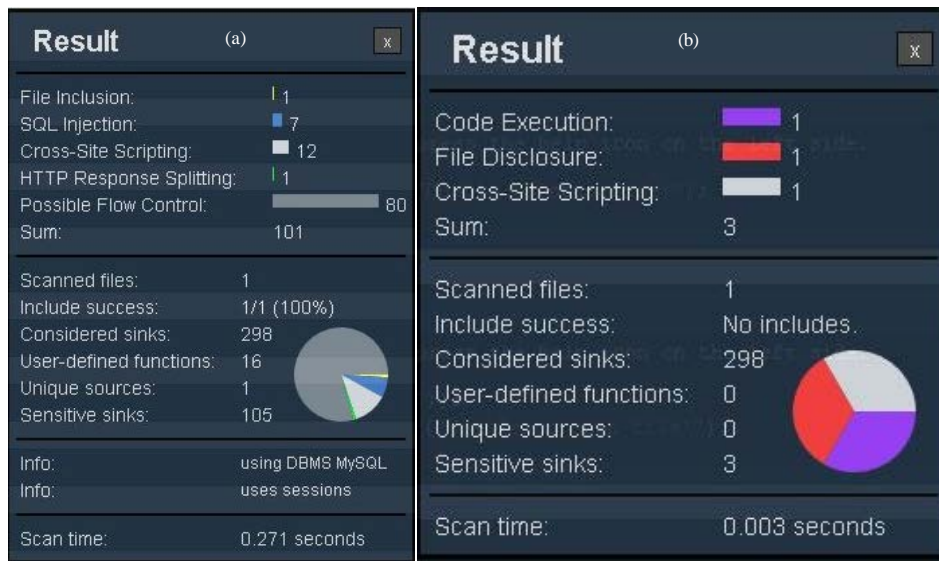 Result (a) x
File Inclusion: 1
SQL Injection: 7
Cross-Site Scripting: 12
HTTP Response Splitting: 1
Possible Flow Control: 80
Sum: 101
Scanned files: 1
Include success: 1/1 (100%)
Considered sinks: 298
User-defined functions: 16
Unique sources: 1
Sensitive sinks: 105
Info: using DBMS MySQL
Info: uses sessions
Scan time: 0.271 seconds
Result (b) x
Code Execution: 1
File Disclosure: 1
Cross-Site Scripting: 1
Sum: 3
Scanned files: 1
Include success: No includes.
Considered sinks: 298
User-defined functions: 0
Unique sources: 0
Sensitive sinks: 3
Scan time: 0.003 seconds